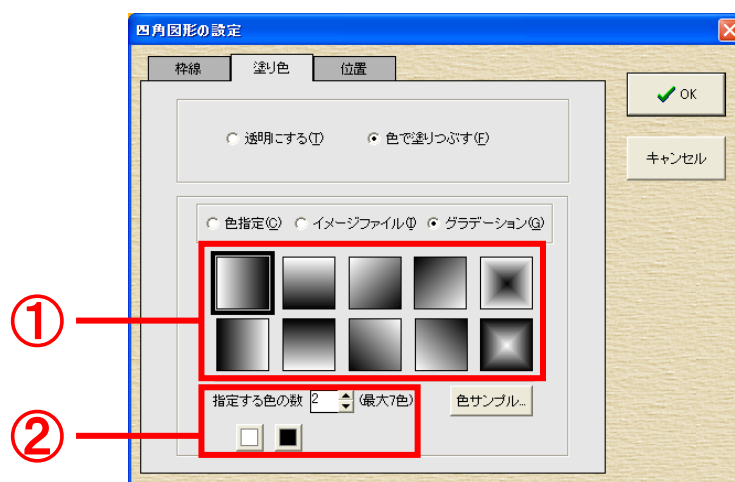 四角図形の設定
枠線 塗り色 位置
OK
キャンセル
透明にする(T) 色で塗りつぶす(F)
色指定(C) イメージファイル(I) グラデーション(G)
①
指定する色の数 2 (最大7色) 色サンプル...
②